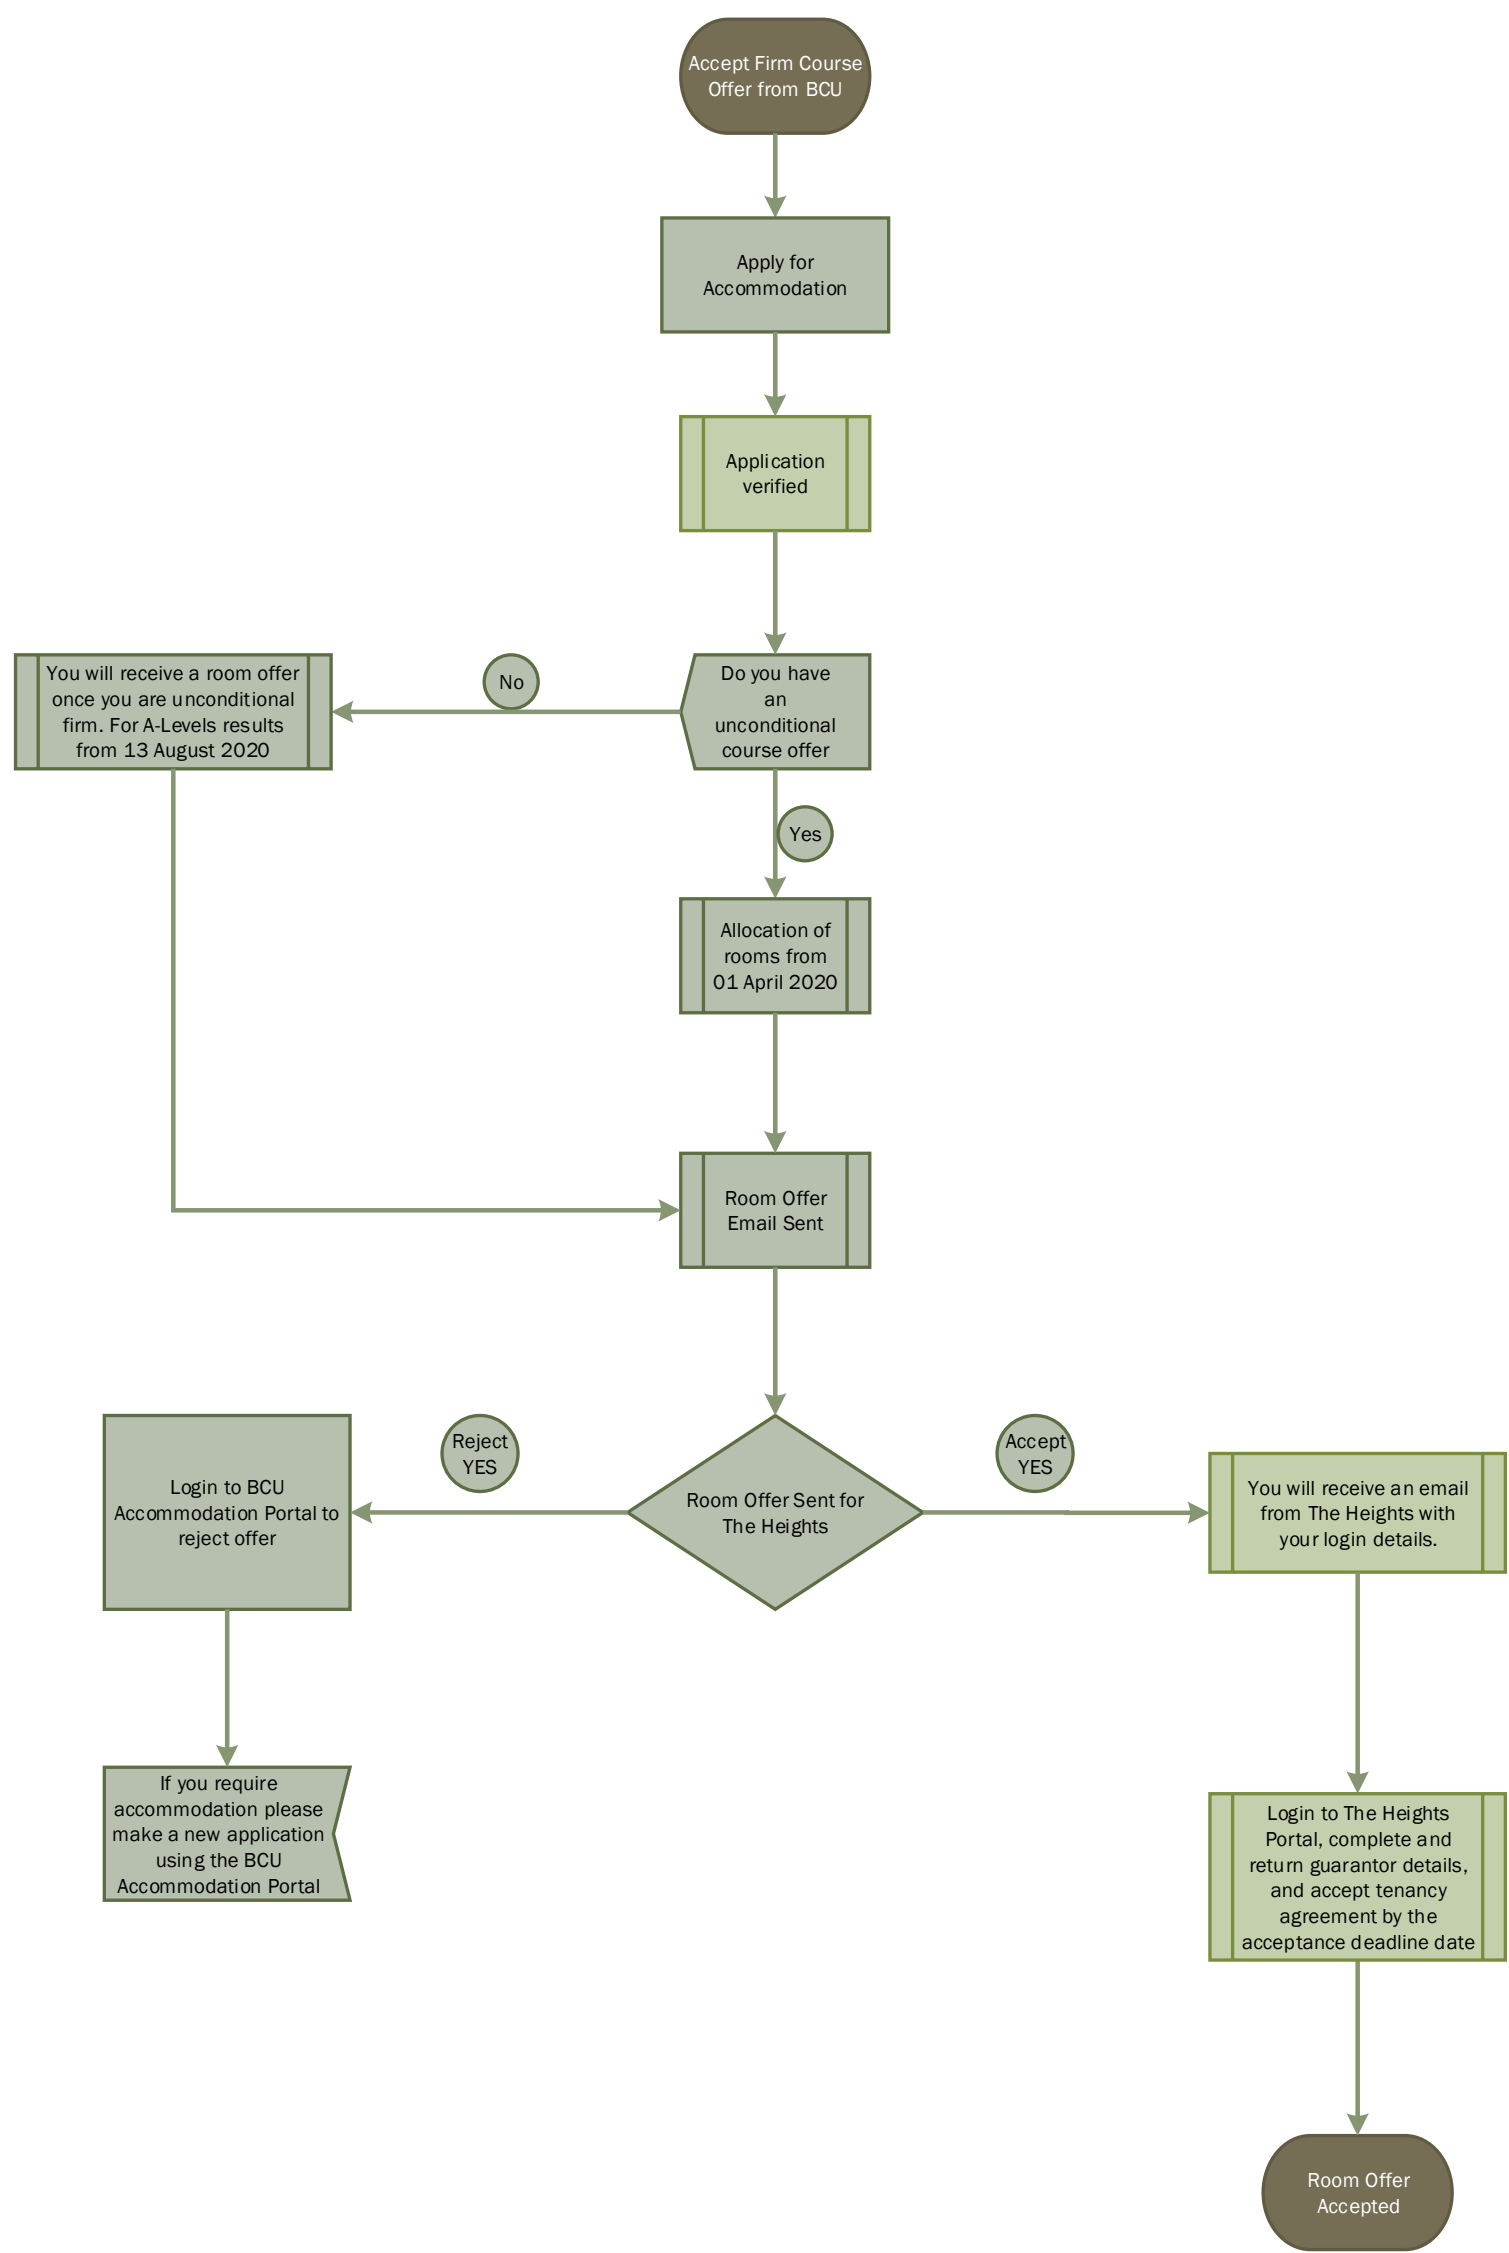 Accept Firm Course
Offer from BCU
Apply for
Accommodation
Application
verified
You will receive a room offer
once you are unconditional
firm. For A-Levels results
from 13 August 2020
No
Do you have
an
unconditional
course offer
Yes
Allocation of
rooms from
01 April 2020
Room Offer
Email Sent
Login to BCU
Accommodation Portal to
reject offer
Reject
YES
Room Offer Sent for
The Heights
Accept
YES
You will receive an email
from The Heights with
your login details.
If you require
accommodation please
make a new application
using the BCU
Accommodation Portal
Login to The Heights
Portal, complete and
return guarantor details,
and accept tenancy
agreement by the
acceptance deadline date
Room Offer
Accepted